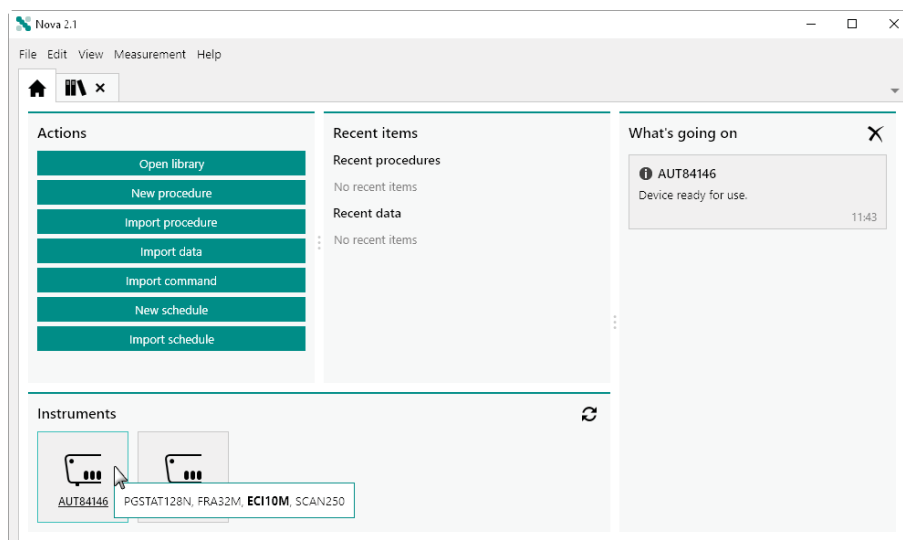 Nova 2.1
File Edit View Measurement Help
Actions
Open library
New procedure
Import procedure
Import data
Import command
New schedule
Import schedule
Recent items
Recent procedures
No recent items
Recent data
No recent items
What's going on
AUT84146
Device ready for use.
11:43
Instruments
AUT84146
PGSTAT128N, FRA32M, ECI10M, SCAN250